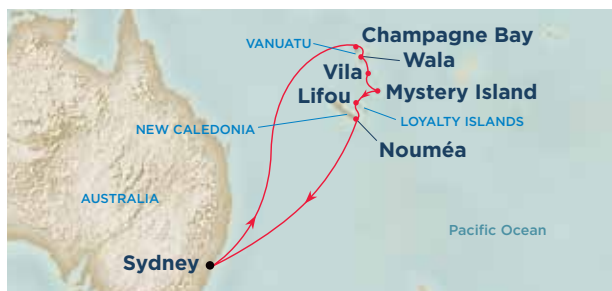 Champagne Bay
VANUATU
Wala
Vila
Mystery Island
Lifou
LOYALTY ISLANDS
NEW CALEDONIA
Nouméa
AUSTRALIA
Pacific Ocean
Sydney